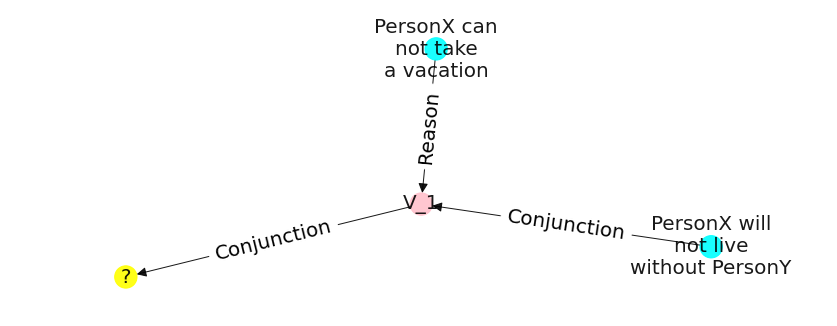 PersonX can
not take
a vacation
Reason
V_1
Conjunction
Conjunction
PersonX will
not live
without PersonY
?